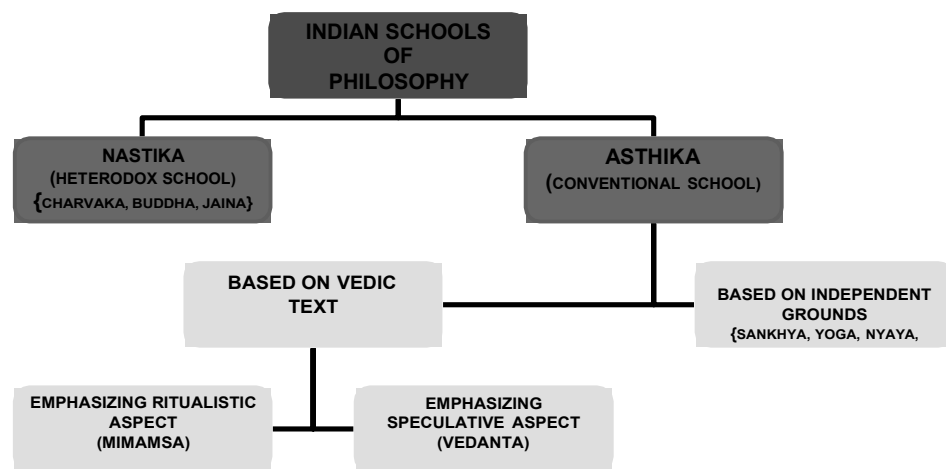 INDIAN SCHOOLS
OF
PHILOSOPHY
NASTIKA
(HETERODOX SCHOOL)
{CHARVAKA, BUDDHA, JAINA}
ASTHIKA
(CONVENTIONAL SCHOOL)
BASED ON VEDIC
TEXT
BASED ON INDEPENDENT
GROUNDS
{SANKHYA, YOGA, NYAYA,
EMPHASIZING RITUALISTIC
ASPECT
(MIMAMSA)
EMPHASIZING
SPECULATIVE ASPECT
(VEDANTA)